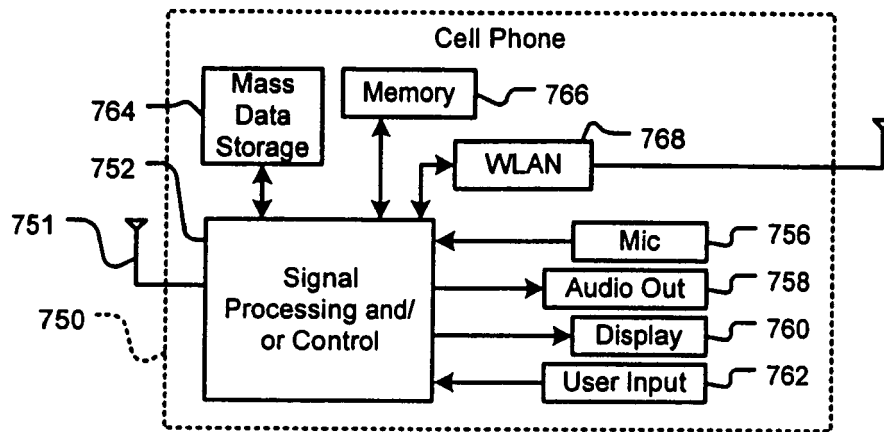 Cell Phone
764
Mass
Data
Storage
Memory
766
768
WLAN
752
751
Mic
756
Signal
Processing and/
or Control
Audio Out
758
750
Display
760
User Input
762